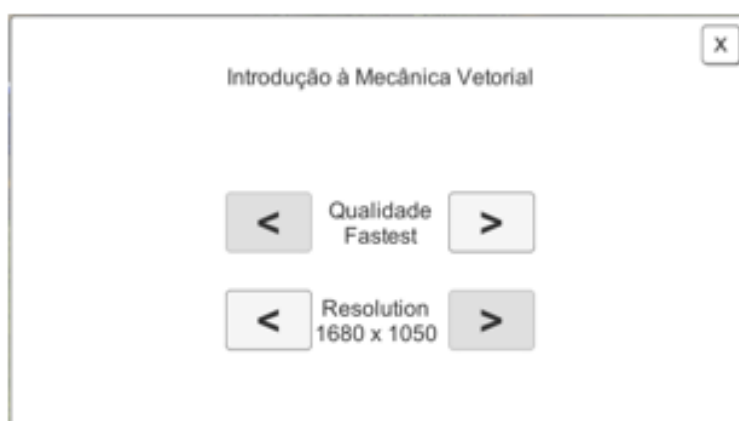 X
Introdução à Mecânica Vetorial
< Qualidade >
Fastest
< Resolution >
1680 x 1050